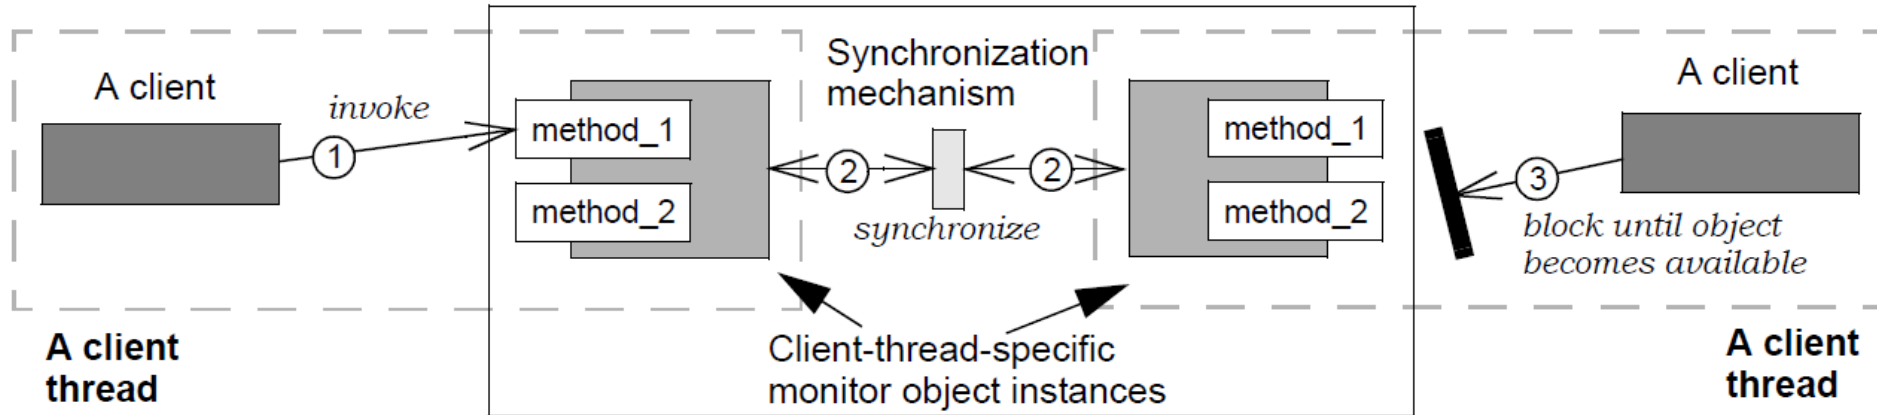 A client
invoke
1
method_1
method_2
2
Synchronization
mechanism
synchronize
2
method_1
method_2
A client
3
block until object
becomes available
Client-thread-specific
monitor object instances
A client
thread
A client
thread